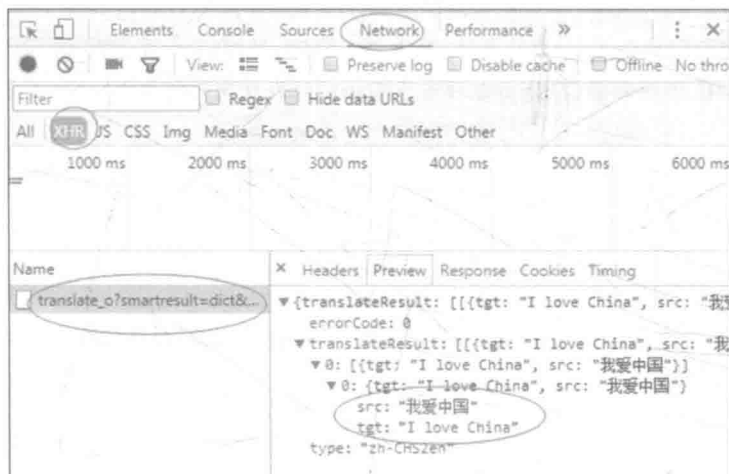 Elements Console Sources Network Performance »
View: Preserve log Disable cache Offline No thro
Filter Regex Hide data URLs
All XHR JS CSS Img Media Font Doc WS Manifest Other
1000 ms 2000 ms 3000 ms 4000 ms 5000 ms 6000 ms
Name × Headers Preview Response Cookies Timing
translate_o?smartresult=dict&... ▼{translateResult: [[{tgt: "I love China", src: "我
errorCode: 0
▼translateResult: [[{tgt: "I love China", src: "我
▼0: [{tgt: "I love China", src: "我爱中国"}]
▼0: {tgt: "I love China", src: "我爱中国"}
src: "我爱中国"
tgt: "I love China"
type: "zh-CHS2en"